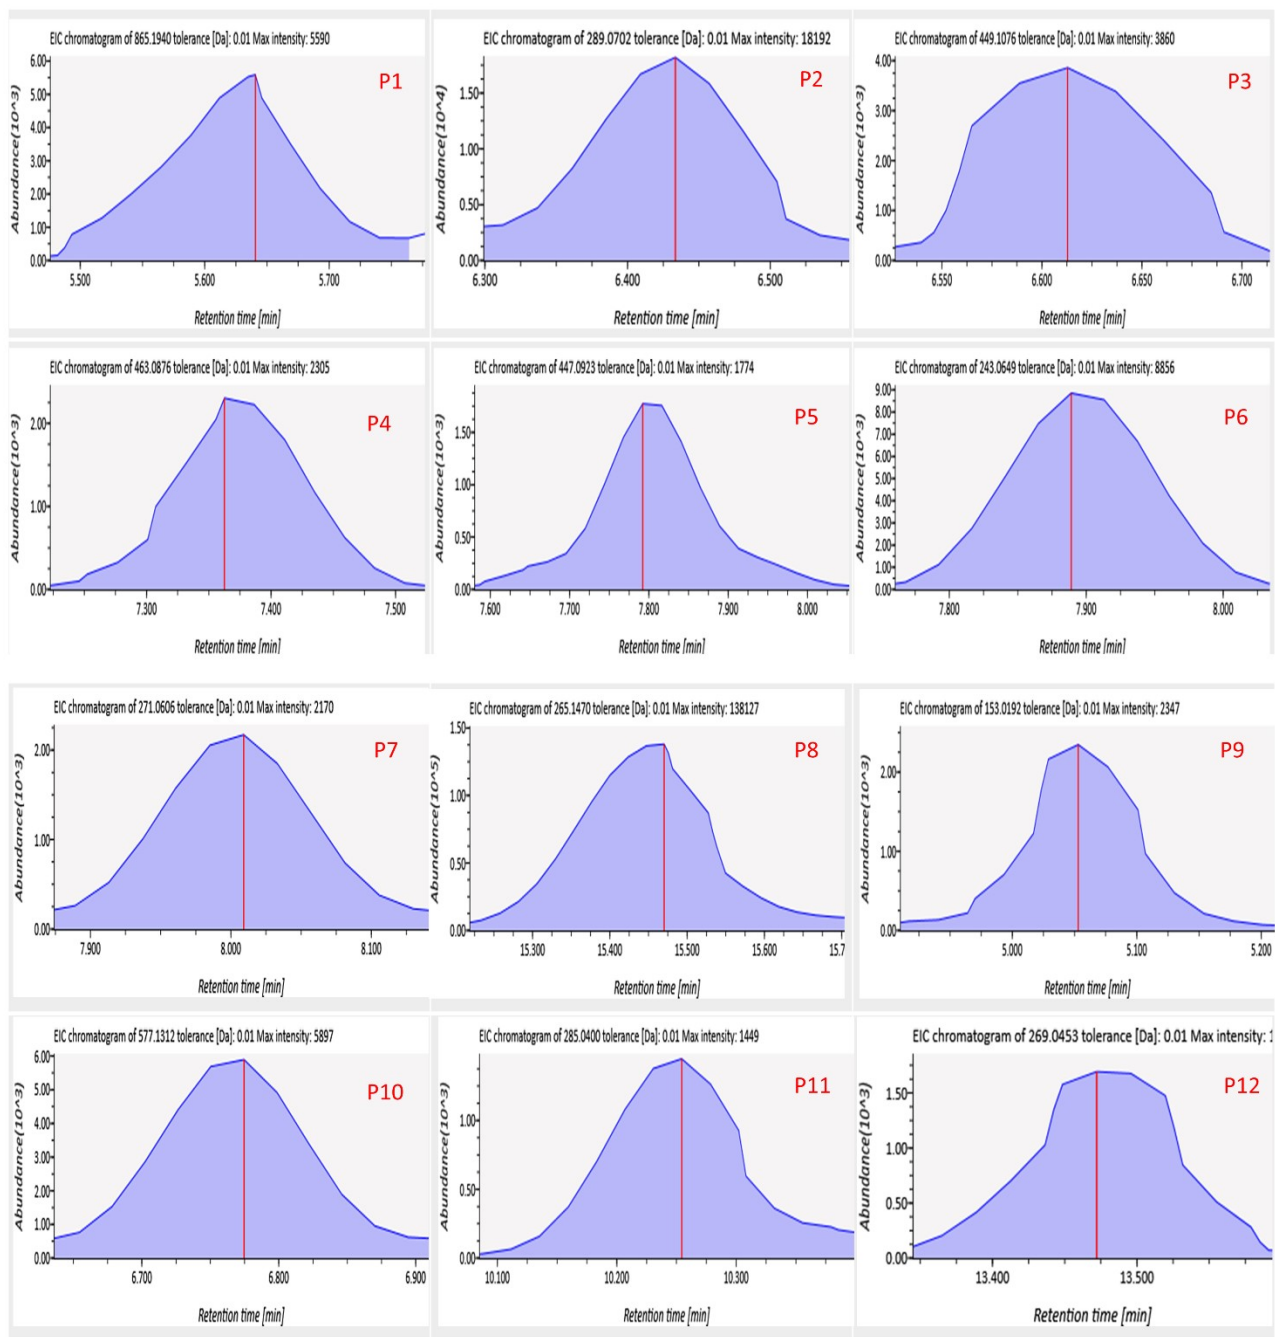 EIC chromatogram of 865.1940 tolerance [Da]: 0.01 Max intensity: 5590
P1
Abundance(10^3)
6.00
5.00
4.00
3.00
2.00
1.00
0.00
5.500 5.600 5.700
Retention time [min]
EIC chromatogram of 289.0702 tolerance [Da]: 0.01 Max intensity: 18192
P2
Abundance(10^4)
1.50
1.00
0.50
0.00
6.300 6.400 6.500
Retention time [min]
EIC chromatogram of 449.1076 tolerance [Da]: 0.01 Max intensity: 3860
P3
Abundance(10^3)
4.00
3.00
2.00
1.00
0.00
6.550 6.600 6.650 6.700
Retention time [min]
EIC chromatogram of 463.0876 tolerance [Da]: 0.01 Max intensity: 2305
P4
Abundance(10^3)
2.00
1.00
0.00
7.300 7.400 7.500
Retention time [min]
EIC chromatogram of 447.0923 tolerance [Da]: 0.01 Max intensity: 1774
P5
Abundance(10^3)
1.50
1.00
0.50
0.00
7.600 7.700 7.800 7.900 8.000
Retention time [min]
EIC chromatogram of 243.0649 tolerance [Da]: 0.01 Max intensity: 8856
P6
Abundance(10^3)
9.00
8.00
7.00
6.00
5.00
4.00
3.00
2.00
1.00
0.00
7.800 7.900 8.000
Retention time [min]
EIC chromatogram of 271.0606 tolerance [Da]: 0.01 Max intensity: 2170
P7
Abundance(10^3)
2.00
1.00
0.00
7.900 8.000 8.100
Retention time [min]
EIC chromatogram of 265.1470 tolerance [Da]: 0.01 Max intensity: 138127
P8
Abundance(10^5)
1.50
1.00
0.50
0.00
15.300 15.400 15.500 15.600 15.7
Retention time [min]
EIC chromatogram of 153.0192 tolerance [Da]: 0.01 Max intensity: 2347
P9
Abundance(10^3)
2.00
1.00
0.00
5.000 5.100 5.200
Retention time [min]
EIC chromatogram of 577.1312 tolerance [Da]: 0.01 Max intensity: 5897
P10
Abundance(10^3)
6.00
5.00
4.00
3.00
2.00
1.00
0.00
6.700 6.800 6.900
Retention time [min]
EIC chromatogram of 285.0400 tolerance [Da]: 0.01 Max intensity: 1449
P11
Abundance(10^3)
1.00
0.50
0.00
10.100 10.200 10.300
Retention time [min]
EIC chromatogram of 269.0453 tolerance [Da]: 0.01 Max intensity:
P12
Abundance(10^3)
1.50
1.00
0.50
0.00
13.400 13.500
Retention time [min]